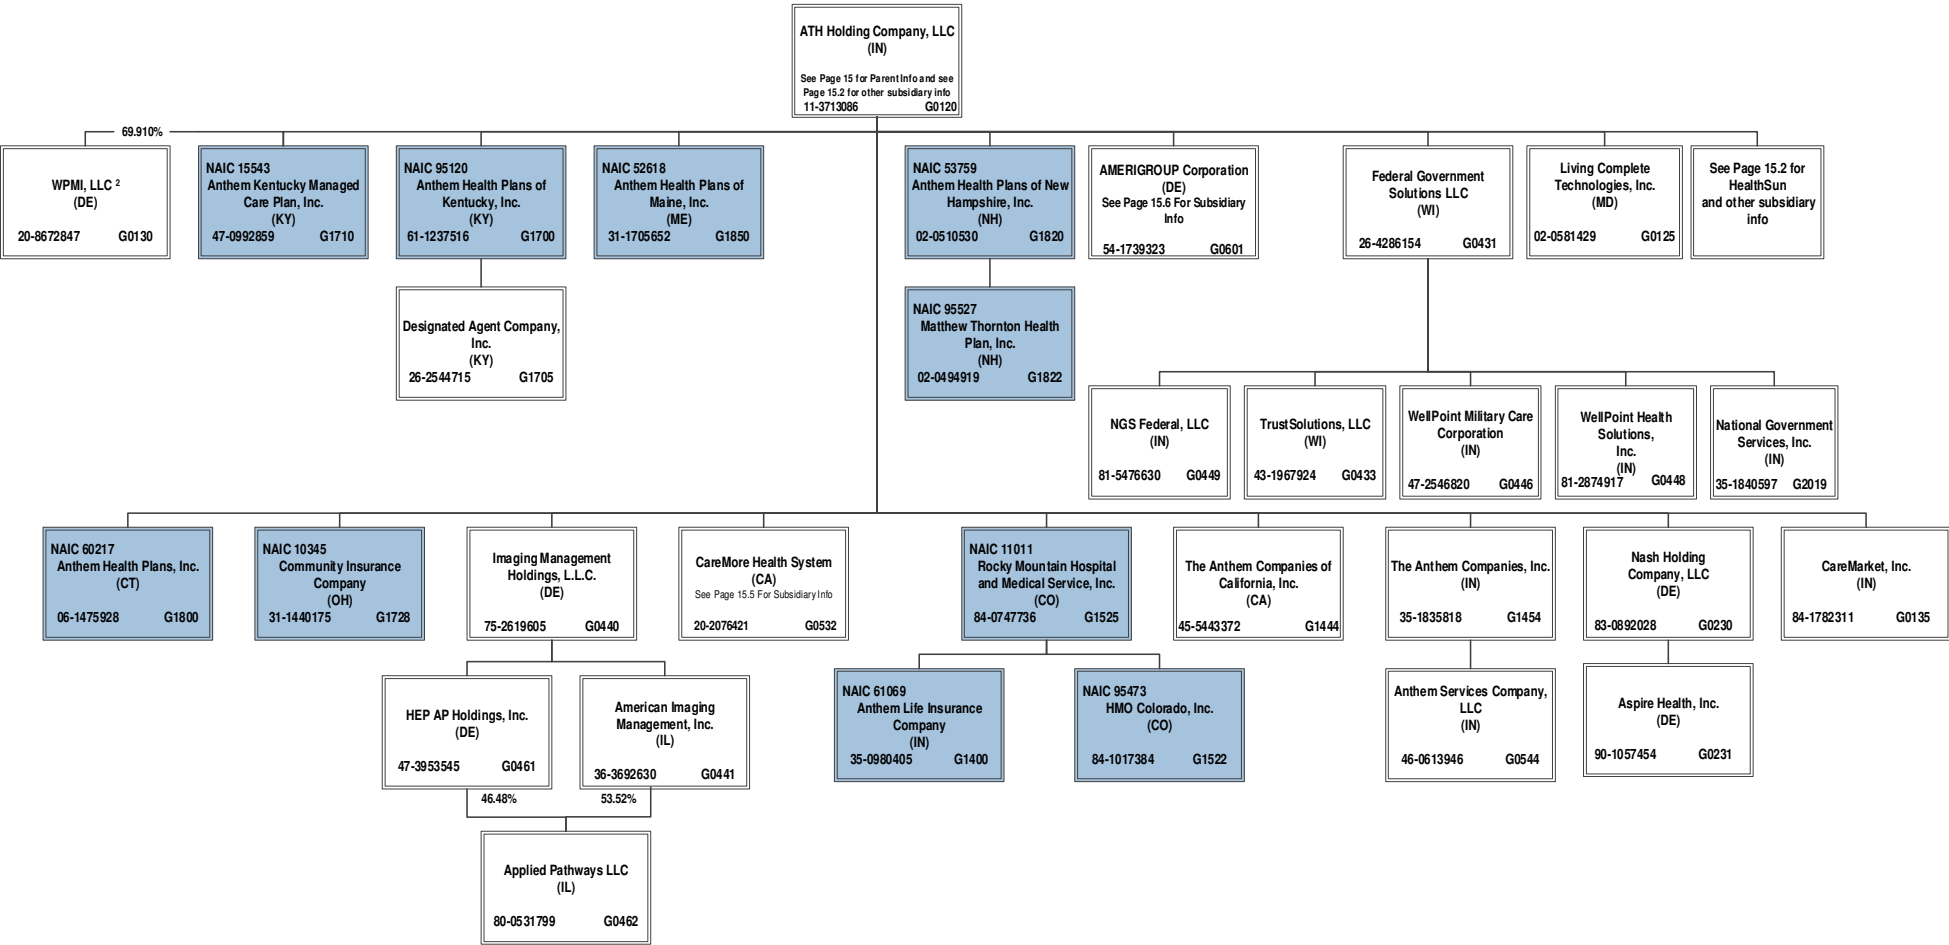 ATH Holding Company, LLC
(IN)
See Page 15 for Parent Info and see
Page 15.2 for other subsidiary info
11-3713086 G0120
69.910%
WPMI, LLC 2
(DE)
20-8672847 G0130
NAIC 15543
Anthem Kentucky Managed
Care Plan, Inc.
(KY)
47-0992859 G1710
NAIC 95120
Anthem Health Plans of
Kentucky, Inc.
(KY)
61-1237516 G1700
NAIC 52618
Anthem Health Plans of
Maine, Inc.
(ME)
31-1705652 G1850
NAIC 53759
Anthem Health Plans of New
Hampshire, Inc.
(NH)
02-0510530 G1820
AMERIGROUP Corporation
(DE)
See Page 15.6 For Subsidiary
Info
54-1739323 G0601
Federal Government
Solutions LLC
(WI)
26-4286154 G0431
Living Complete
Technologies, Inc.
(MD)
02-0581429 G0125
See Page 15.2 for
HealthSun
and other subsidiary
info
Designated Agent Company,
Inc.
(KY)
26-2544715 G1705
NAIC 95527
Matthew Thornton Health
Plan, Inc.
(NH)
02-0494919 G1822
NGS Federal, LLC
(IN)
81-5476630 G0449
TrustSolutions, LLC
(WI)
43-1967924 G0433
WellPoint Military Care
Corporation
(IN)
47-2546820 G0446
WellPoint Health
Solutions,
Inc.
(IN)
81-2874917 G0448
National Government
Services, Inc.
(IN)
35-1840597 G2019
NAIC 60217
Anthem Health Plans, Inc.
(CT)
06-1475928 G1800
NAIC 10345
Community Insurance
Company
(OH)
31-1440175 G1728
Imaging Management
Holdings, L.L.C.
(DE)
75-2619605 G0440
CareMore Health System
(CA)
See Page 15.5 For Subsidiary Info
20-2076421 G0532
NAIC 11011
Rocky Mountain Hospital
and Medical Service, Inc.
(CO)
84-0747736 G1525
The Anthem Companies of
California, Inc.
(CA)
45-5443372 G1444
The Anthem Companies, Inc.
(IN)
35-1835818 G1454
Nash Holding
Company, LLC
(DE)
83-0892028 G0230
CareMarket, Inc.
(IN)
84-1782311 G0135
HEP AP Holdings, Inc.
(DE)
47-3953545 G0461
American Imaging
Management, Inc.
(IL)
36-3692630 G0441
NAIC 61069
Anthem Life Insurance
Company
(IN)
35-0980405 G1400
NAIC 95473
HMO Colorado, Inc.
(CO)
84-1017384 G1522
Anthem Services Company,
LLC
(IN)
46-0613946 G0544
Aspire Health, Inc.
(DE)
90-1057454 G0231
46.48% 53.52%
Applied Pathways LLC
(IL)
80-0531799 G0462